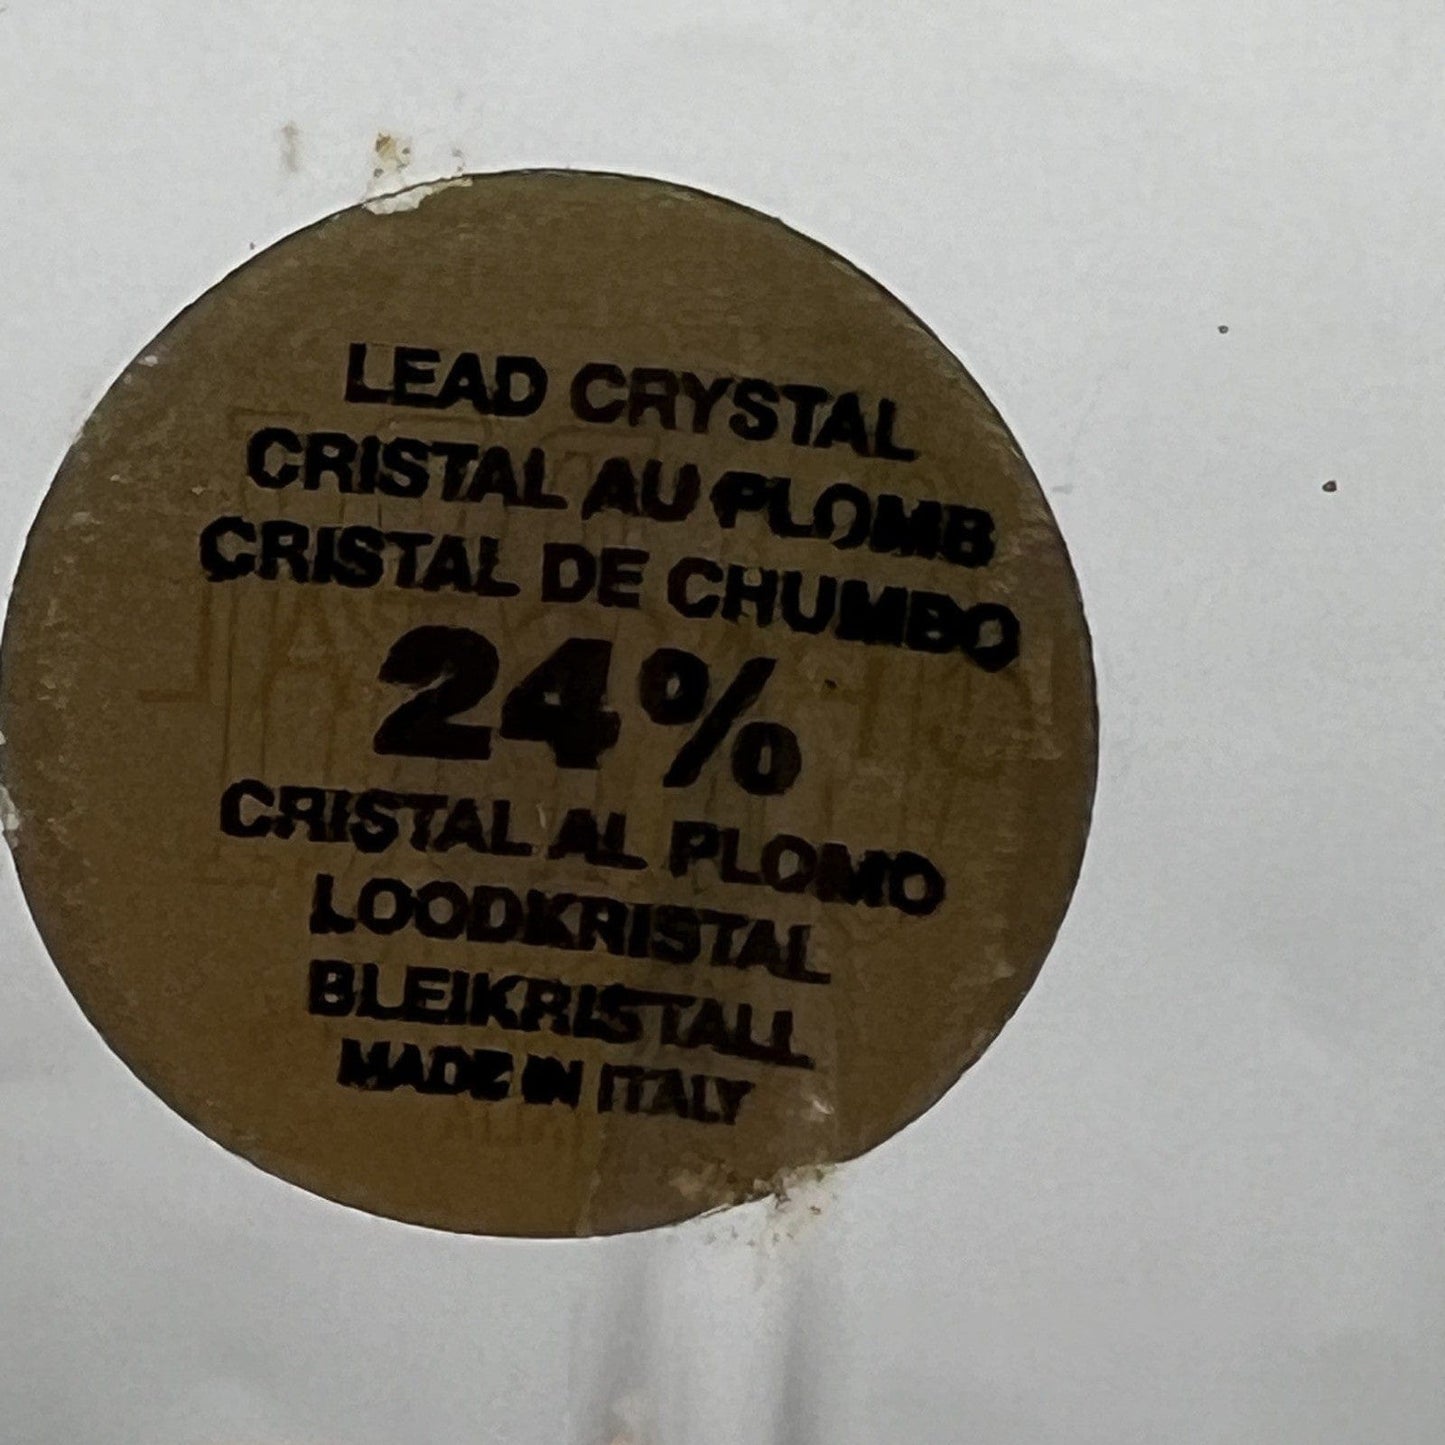 LEAD CRYSTAL
CRISTAL AU PLOMB
CRISTAL DE CHUMBO
24%
CRISTAL AL PLOMO
LOODKRISTAL
BLEIKRISTALL
MADE IN ITALY